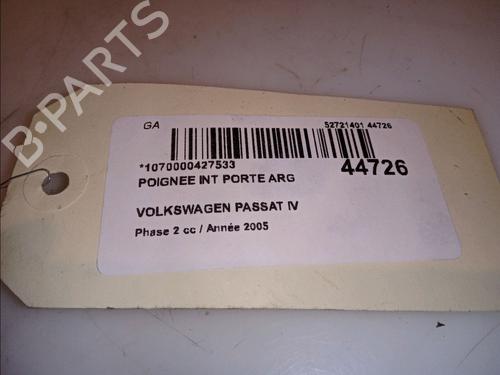 B-PARTS
GA
52721401 44726
*1070000427533
44726
POIGNEE INT PORTE ARG
VOLKSWAGEN PASSAT IV
Phase 2 cc / Année 2005